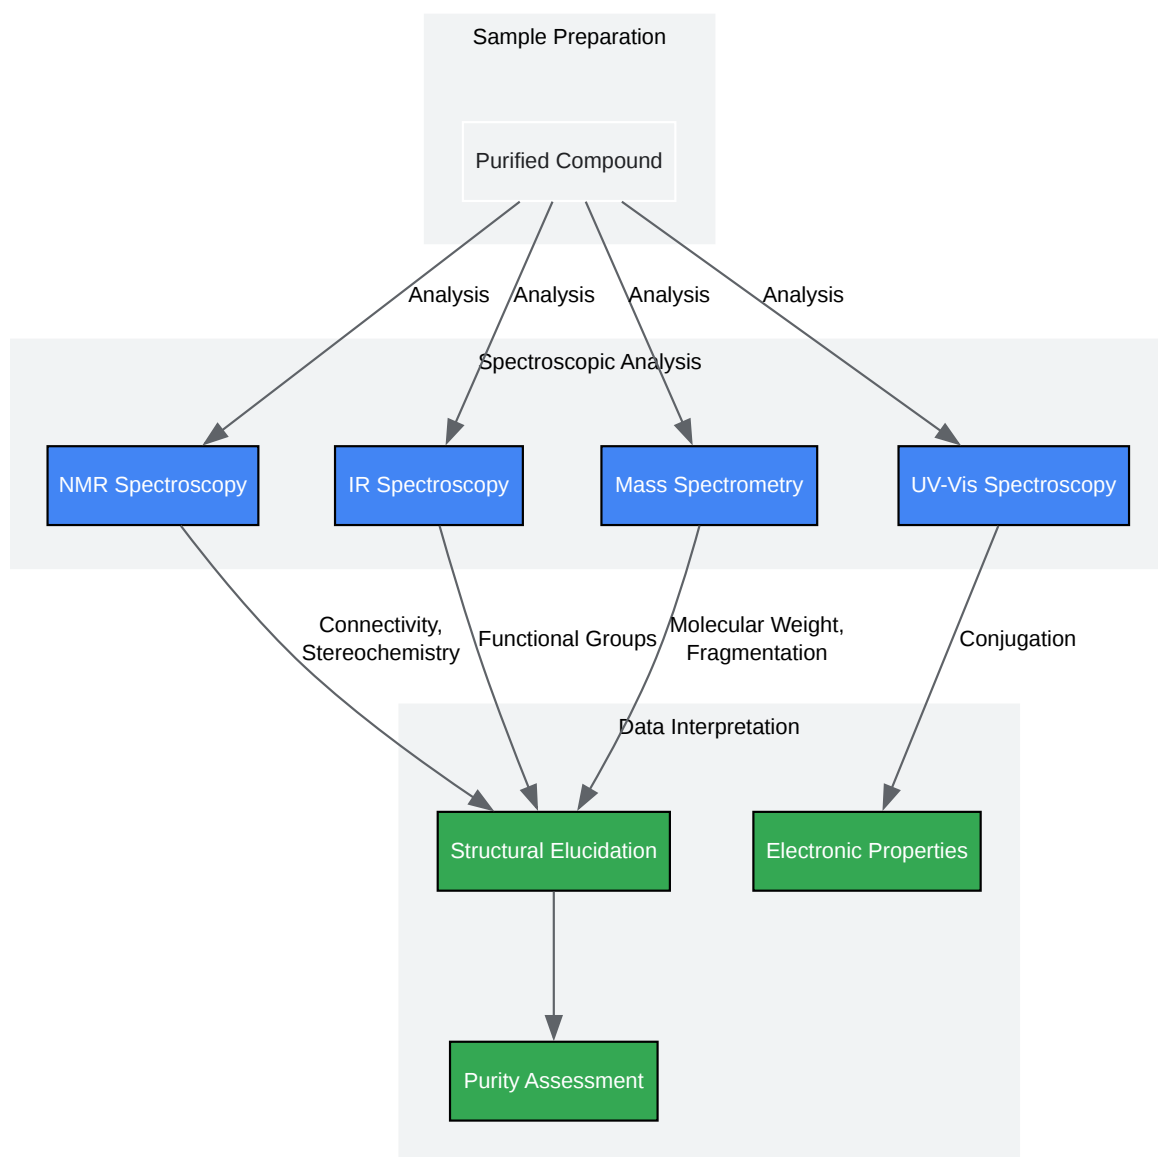 Sample Preparation
Purified Compound
Analysis
Analysis
Analysis
Analysis
Spectroscopic Analysis
NMR Spectroscopy
IR Spectroscopy
Mass Spectrometry
UV-Vis Spectroscopy
Connectivity,
Stereochemistry
Functional Groups
Molecular Weight,
Fragmentation
Conjugation
Data Interpretation
Structural Elucidation
Electronic Properties
Purity Assessment